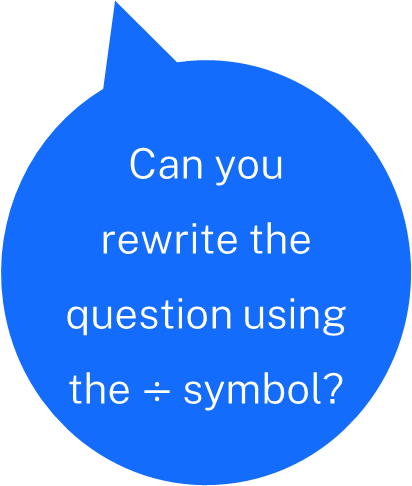 Can you
rewrite the
question using
the ÷ symbol?